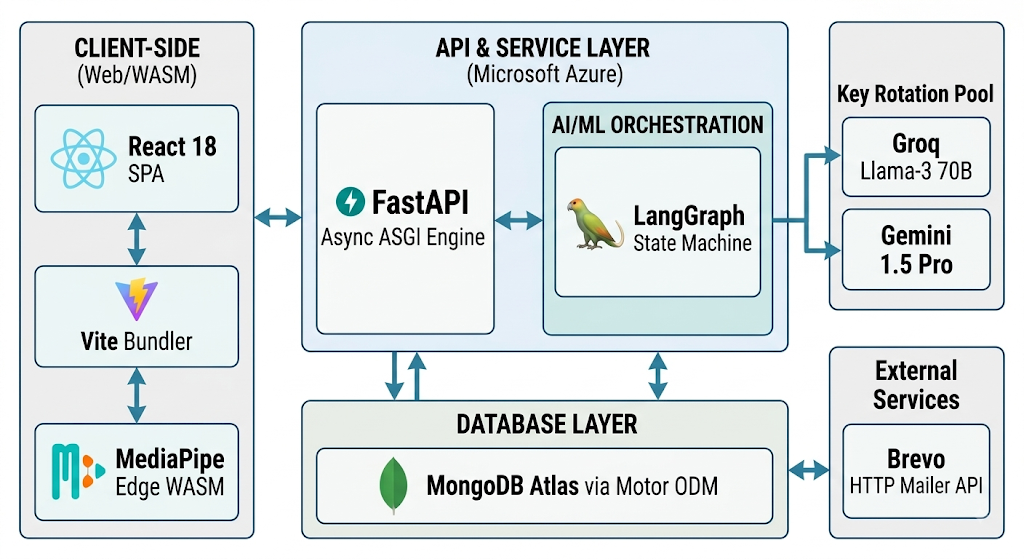 CLIENT-SIDE
(Web/WASM)
React 18
SPA
Vite Bundler
MediaPipe
Edge WASM
API & SERVICE LAYER
(Microsoft Azure)
FastAPI
Async ASGI Engine
AI/ML ORCHESTRATION
LangGraph
State Machine
Key Rotation Pool
Groq
Llama-3 70B
Gemini
1.5 Pro
DATABASE LAYER
MongoDB Atlas via Motor ODM
External
Services
Brevo
HTTP Mailer API